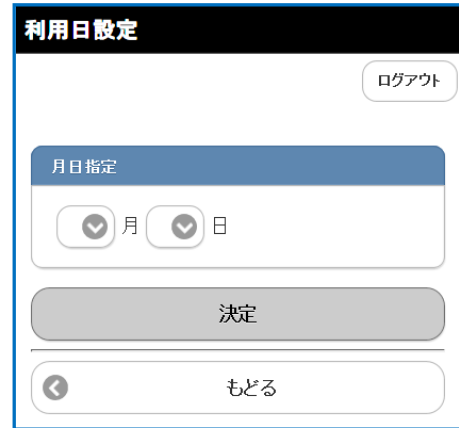 利用日設定
ログアウト
月日指定
月 日
決定
もどる